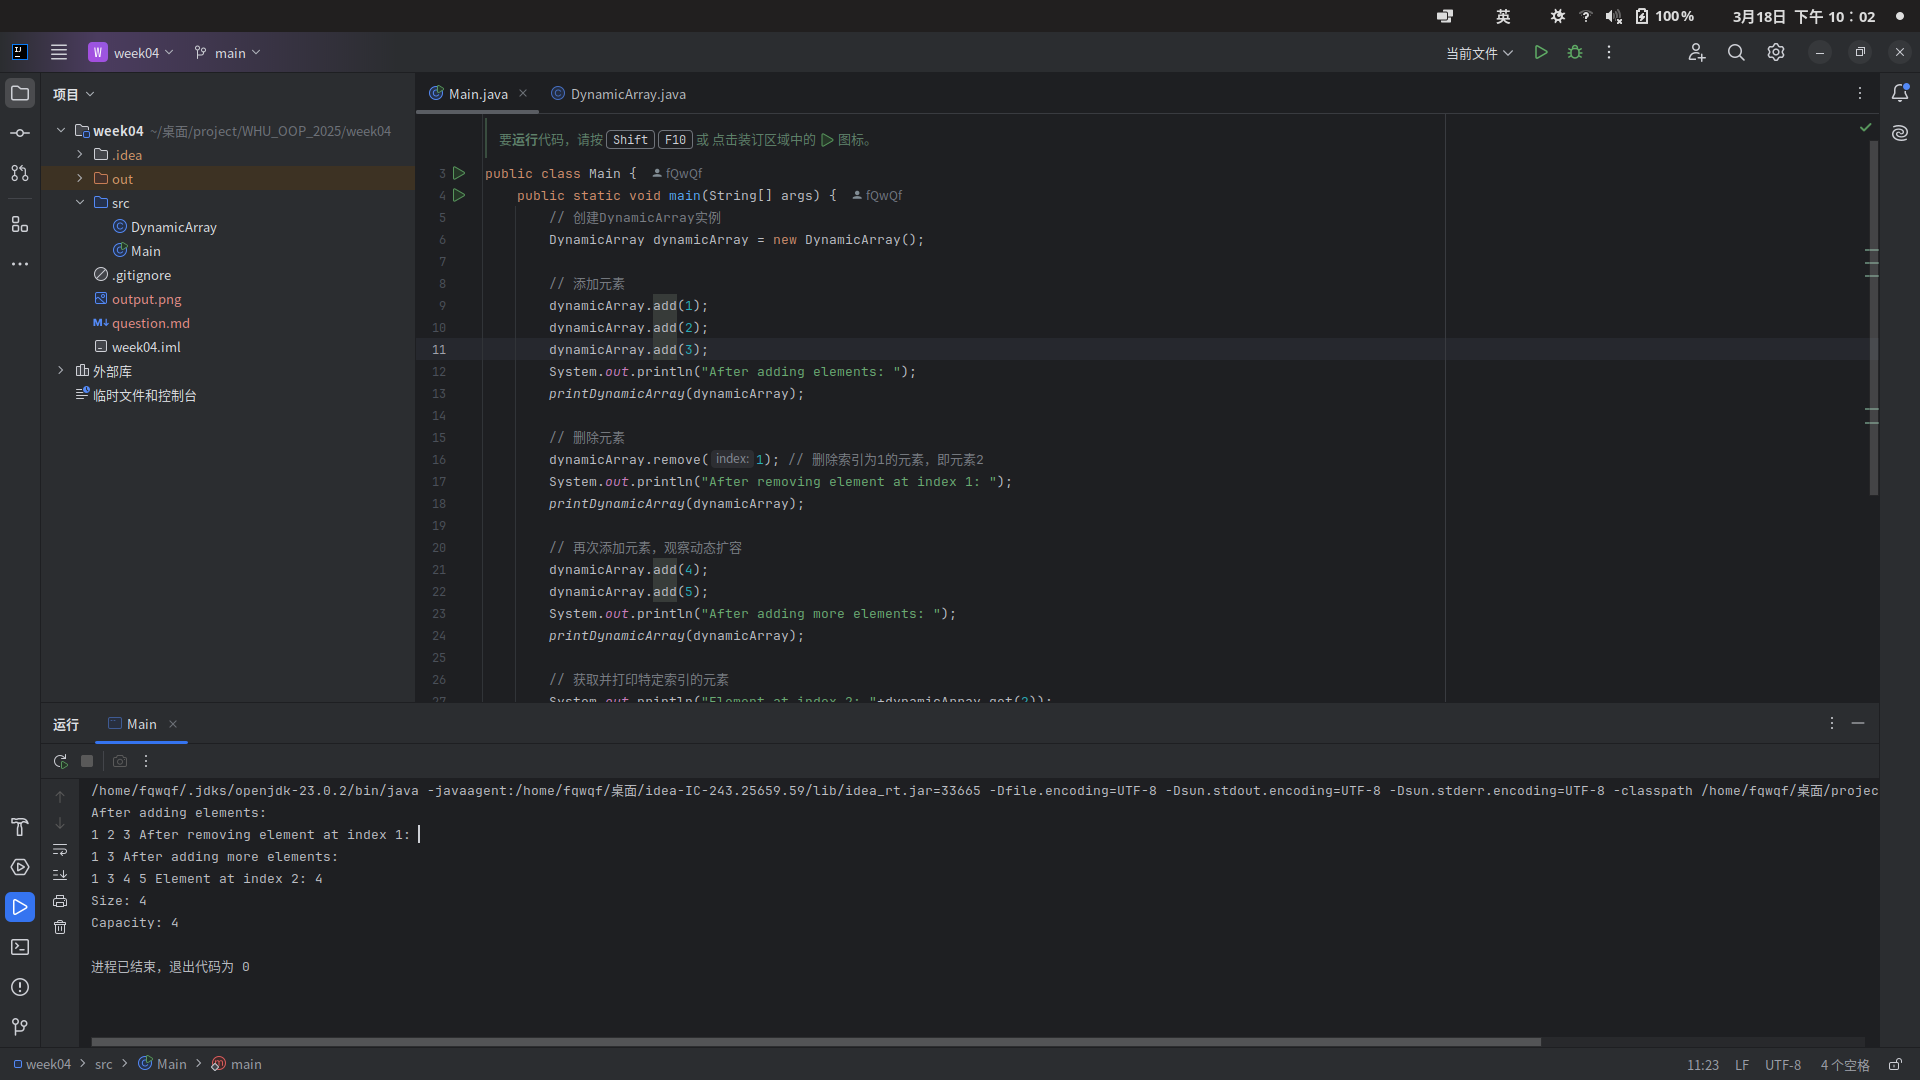 英
100 %
3月18日 下午 10：02
W week04
main
当前文件
项目
week04 ~/桌面/project/WHU_OOP_2025/week04
.idea
out
src
DynamicArray
Main
.gitignore
output.png
question.md
week04.iml
外部库
临时文件和控制台
Main.java
DynamicArray.java
要运行代码，请按 Shift F10 或 点击装订区域中的 图标。
3 public class Main { fQwQf
4 public static void main(String[] args) { fQwQf
5 // 创建DynamicArray实例
6 DynamicArray dynamicArray = new DynamicArray();
7
8 // 添加元素
9 dynamicArray.add(1);
10 dynamicArray.add(2);
11 dynamicArray.add(3);
12 System.out.println("After adding elements: ");
13 printDynamicArray(dynamicArray);
14
15 // 删除元素
16 dynamicArray.remove( index: 1); // 删除索引为1的元素，即元素2
17 System.out.println("After removing element at index 1: ");
18 printDynamicArray(dynamicArray);
19
20 // 再次添加元素，观察动态扩容
21 dynamicArray.add(4);
22 dynamicArray.add(5);
23 System.out.println("After adding more elements: ");
24 printDynamicArray(dynamicArray);
25
26 // 获取并打印特定索引的元素
27 System.out.println("Element at index 2: "+dynamicArray.get(2));
运行
Main
/home/fqwqf/.jdks/openjdk-23.0.2/bin/java -javaagent:/home/fqwqf/桌面/idea-IC-243.25659.59/lib/idea_rt.jar=33665 -Dfile.encoding=UTF-8 -Dsun.stdout.encoding=UTF-8 -Dsun.stderr.encoding=UTF-8 -classpath /home/fqwqf/桌面/projec
After adding elements:
1 2 3 After removing element at index 1:
1 3 After adding more elements:
1 3 4 5 Element at index 2: 4
Size: 4
Capacity: 4
进程已结束，退出代码为 0
week04 > src > Main > main
11:23
LF
UTF-8
4 个空格